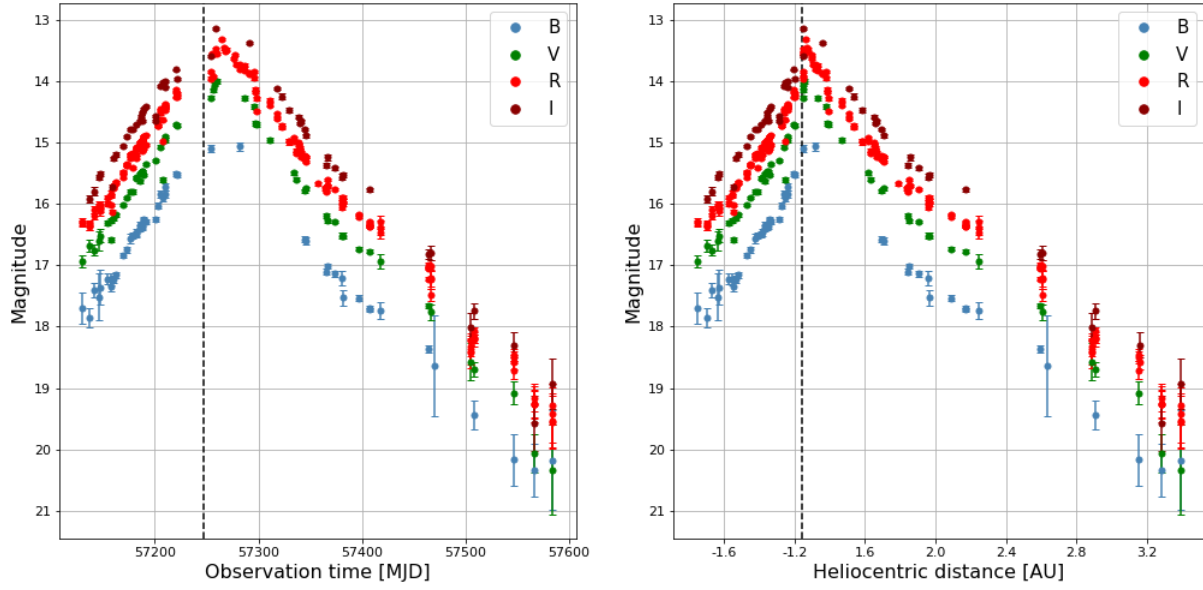 13
14
15
16
17
18
19
20
21
Magnitude
57200
57300
57400
57500
57600
Observation time [MJD]
B
V
R
I
13
14
15
16
17
18
19
20
21
Magnitude
-1.6
-1.2
1.6
2.0
2.4
2.8
3.2
Heliocentric distance [AU]
B
V
R
I